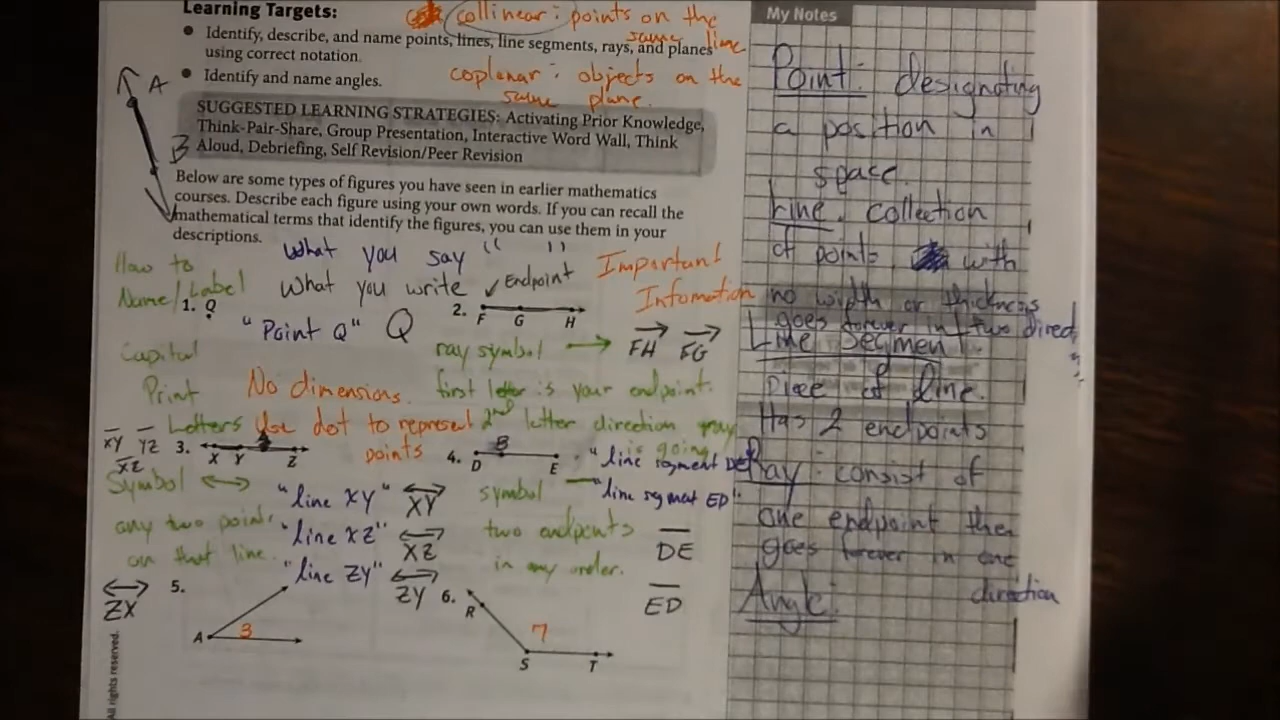 Learning Targets:
collinear : points on the
same line
• Identify, describe, and name points, lines, line segments, rays, and planes
using correct notation.
• Identify and name angles.
coplanar : objects on the
same plane.
A
B
SUGGESTED LEARNING STRATEGIES: Activating Prior Knowledge,
Think-Pair-Share, Group Presentation, Interactive Word Wall, Think
Aloud, Debriefing, Self Revision/Peer Revision
Below are some types of figures you have seen in earlier mathematics
courses. Describe each figure using your own words. If you can recall the
mathematical terms that identify the figures, you can use them in your
descriptions.
What you say " "
How to
Name/Label
What you write
Endpoint
Important
Infomation
1. Q
"Point Q" Q
2. F G H
Capital
Print
Letters
ray symbol → FH FG
No dimensions.
Use dot to represent
points
first letter is your endpoint.
2nd letter direction ray
is going
XY YZ
XZ
3. X Y Z
4. D B E
"line segment DE"
"line segmat ED"
Symbol ↔
any two points
on that line.
"line XY" XY
"line XZ" XZ
"line ZY" ZY
ZX
symbol —
two endpoints
in any order.
DE
ED
5.
A 3
6.
R
7
S T
All rights reserved.
My Notes
Point: designating
a position in
space.
Line. collection
of points with
no width or thickness
goes forever in two direct
Line Segment.
Piece of line.
Has 2 endpoints
Ray: consist of
one endpoint then
goes forever in one
direction
Angle: